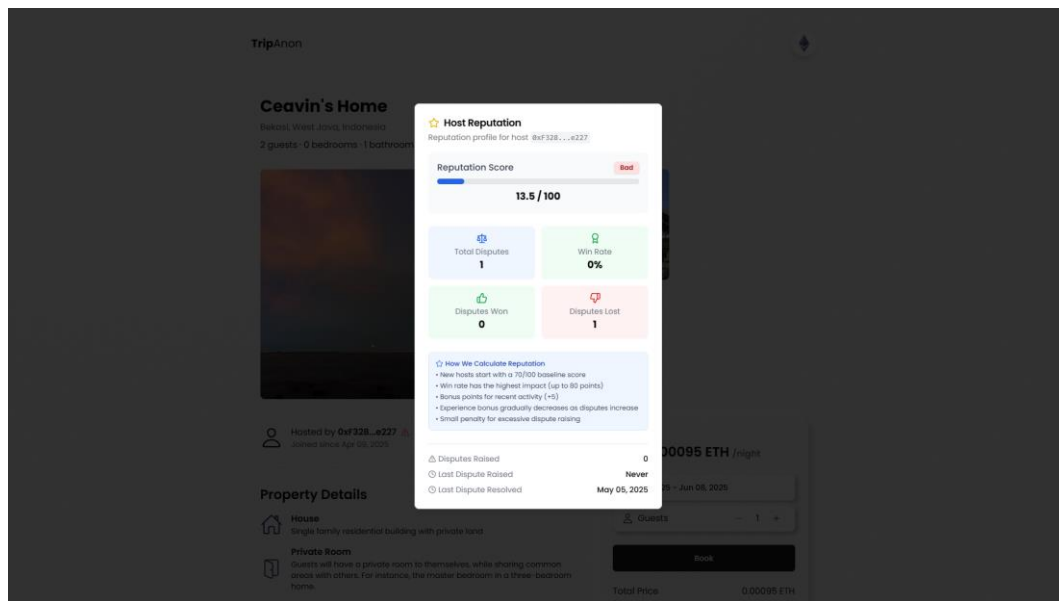 TripAnon
Ceavin's Home
Bekasi, West Java, Indonesia
2 guests · 0 bedrooms · 1 bathroom
Host Reputation
Reputation profile for host 0xF328...e227
Reputation Score
Bad
13.5 / 100
Total Disputes
1
Win Rate
0%
Disputes Won
0
Disputes Lost
1
How We Calculate Reputation
• New hosts start with a 70/100 baseline score
• Win rate has the highest impact (up to 80 points)
• Bonus points for recent activity (+5)
• Experience bonus gradually decreases as disputes increase
• Small penalty for excessive dispute raising
Disputes Raised 0
Last Dispute Raised Never
Last Dispute Resolved May 05, 2025
Hosted by 0xF328...e227
Joined since Apr 05, 2025
00095 ETH /night
- Jun 08, 2025
Guests − 1 +
Book
Total Price 0.00095 ETH
Property Details
House
Single family residential building with private land
Private Room
Guests will have a private room to themselves, while sharing common
areas with others. For instance, the master bedroom in a three-bedroom
home.